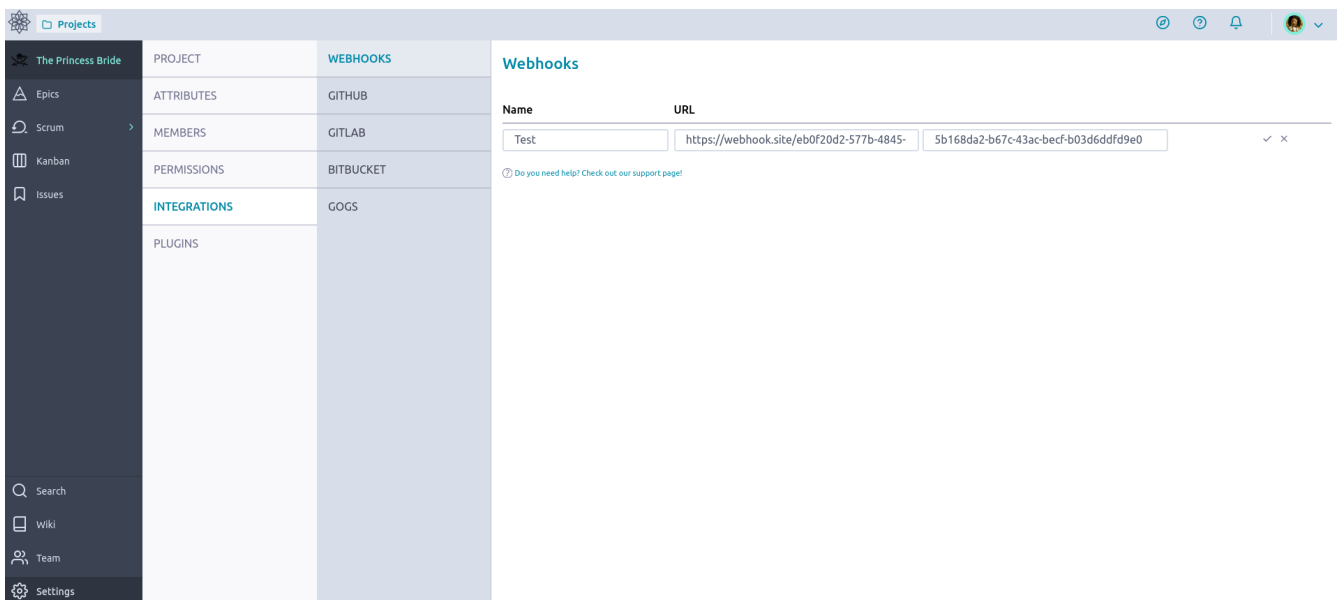 Projects
The Princess Bride
Epics
Scrum
Kanban
Issues
Search
Wiki
Team
Settings
PROJECT
ATTRIBUTES
MEMBERS
PERMISSIONS
INTEGRATIONS
PLUGINS
WEBHOOKS
GITHUB
GITLAB
BITBUCKET
GOGS
Webhooks
Name URL
Test https://webhook.site/eb0f20d2-577b-4845- 5b168da2-b67c-43ac-becf-b03d6ddfd9e0
Do you need help? Check out our support page!